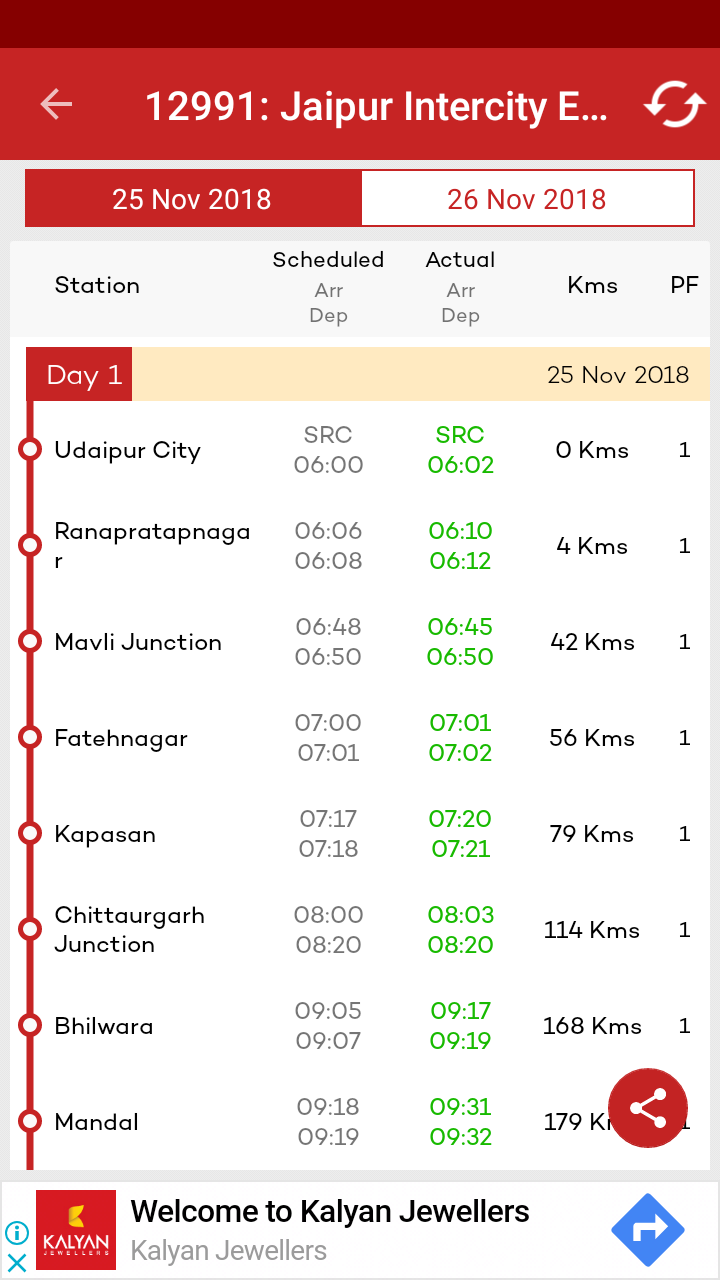 12991: Jaipur Intercity E...
25 Nov 2018 26 Nov 2018
Station Scheduled Arr Dep Actual Arr Dep Kms PF
Day 1 25 Nov 2018
Udaipur City SRC 06:00 SRC 06:02 0 Kms 1
Ranapratapnaga
r 06:06 06:08 06:10 06:12 4 Kms 1
Mavli Junction 06:48 06:50 06:45 06:50 42 Kms 1
Fatehnagar 07:00 07:01 07:01 07:02 56 Kms 1
Kapasan 07:17 07:18 07:20 07:21 79 Kms 1
Chittaurgarh
Junction 08:00 08:20 08:03 08:20 114 Kms 1
Bhilwara 09:05 09:07 09:17 09:19 168 Kms 1
Mandal 09:18 09:19 09:31 09:32 179 1
Welcome to Kalyan Jewellers
Kalyan Jewellers
KALYAN
JEWELLERS